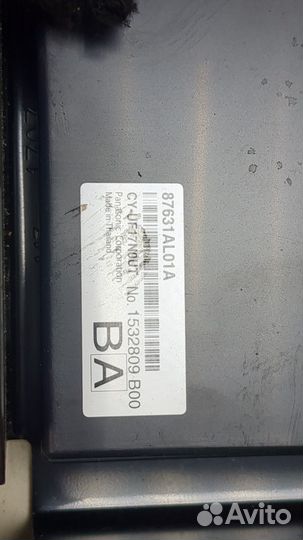 87631AL01A
CY-UF17N0UT No. 1532809 B00
Panasonic Corporation
Made in Thailand
BA
Avito